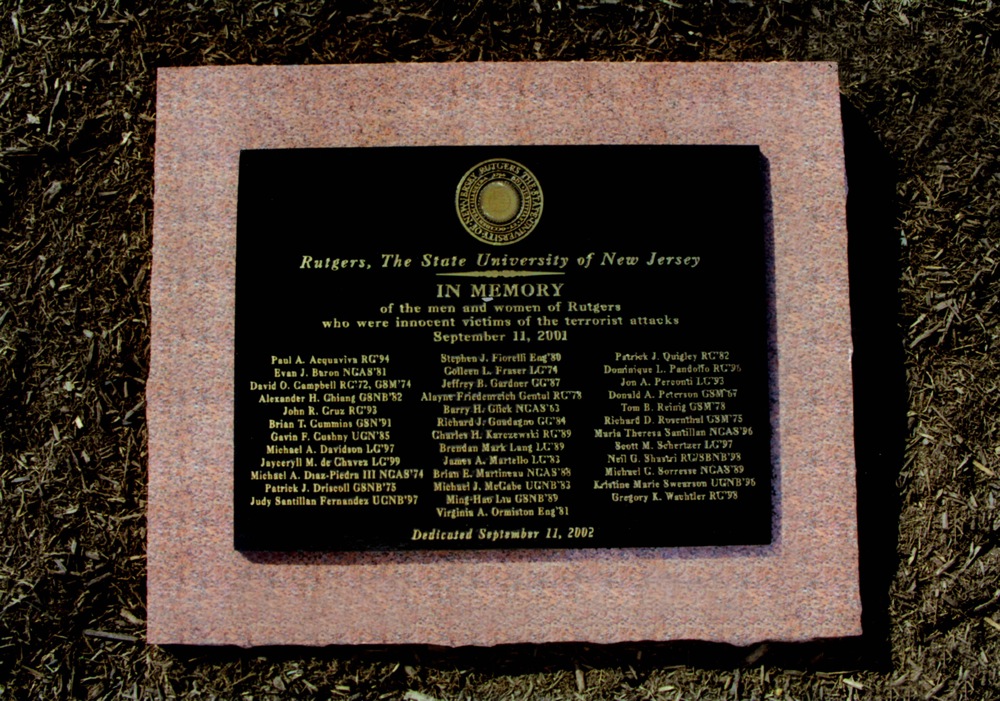 Rutgers, The State University of New Jersey
IN MEMORY
of the men and women of Rutgers
who were innocent victims of the terrorist attacks
September 11, 2001
Paul A. Acquaviva RC'94
Evan J. Baron NCAS'81
David O. Campbell RC'72, GSM'74
Alexander H. Chiang GSNB'82
John R. Cruz RC'93
Brian T. Cummins GSN'91
Gavin F. Cushny UCN'85
Michael A. Davidson LC'97
Jayceryll M. de Chavez LC'99
Michael A. Diaz-Piedra III NCAS'74
Patrick J. Driscoll GSNB'75
Judy Santillan Fernandez UCNB'97
Stephen J. Fiorelli Eng'80
Colleen L. Fraser LC'74
Jeffrey B. Gardner CC'87
Alayne Friedenreich Gentul RC'78
Barry H. Glick NCAS'63
Richard J. Guadagno CC'84
Charles H. Karczewski RC'89
Brendan Mark Lang LC'89
James A. Martello LC'83
Brian E. Martineau NCAS'88
Michael J. McCabe UCNB'83
Ming-Hao Liu GSNB'89
Virginia A. Ormiston Eng'81
Patrick J. Quigley RC'82
Dominique L. Pandolfo RC'96
Jon A. Perconti LC'93
Donald A. Peterson GSM'67
Tom B. Reinig GSM'78
Richard D. Rosenthal GSM'75
Maria Theresa Santillan NCAS'96
Scott M. Schertzer LC'97
Neil G. Shastri RC/SBNB'98
Michael C. Sorresse NCAS'89
Kristine Marie Swearson UCNB'96
Gregory K. Wachtler RC'98
Dedicated September 11, 2002